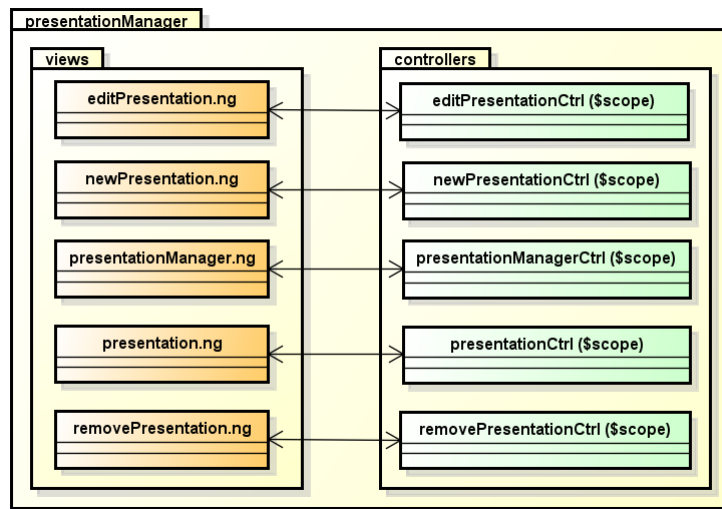 presentationManager
views
controllers
editPresentation.ng
editPresentationCtrl ($scope)
newPresentation.ng
newPresentationCtrl ($scope)
presentationManager.ng
presentationManagerCtrl ($scope)
presentation.ng
presentationCtrl ($scope)
removePresentation.ng
removePresentationCtrl ($scope)